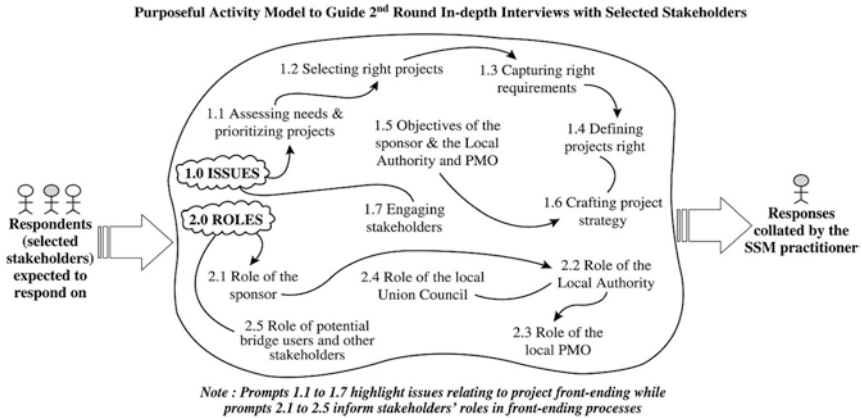 Purposeful Activity Model to Guide 2nd Round In-depth Interviews with Selected Stakeholders
1.2 Selecting right projects
1.3 Capturing right
requirements
1.1 Assessing needs &
prioritizing projects
1.5 Objectives of the
sponsor & the Local
Authority and PMO
1.4 Defining
projects right
1.0 ISSUES
1.7 Engaging
stakeholders
1.6 Crafting project
strategy
2.0 ROLES
Respondents
(selected
stakeholders)
expected to
respond on
Responses
collated by the
SSM practitioner
2.1 Role of the
sponsor
2.4 Role of the local
Union Council
2.2 Role of the
Local Authority
2.5 Role of potential
bridge users and other
stakeholders
2.3 Role of the
local PMO
Note : Prompts 1.1 to 1.7 highlight issues relating to project front-ending while
prompts 2.1 to 2.5 inform stakeholders' roles in front-ending processes